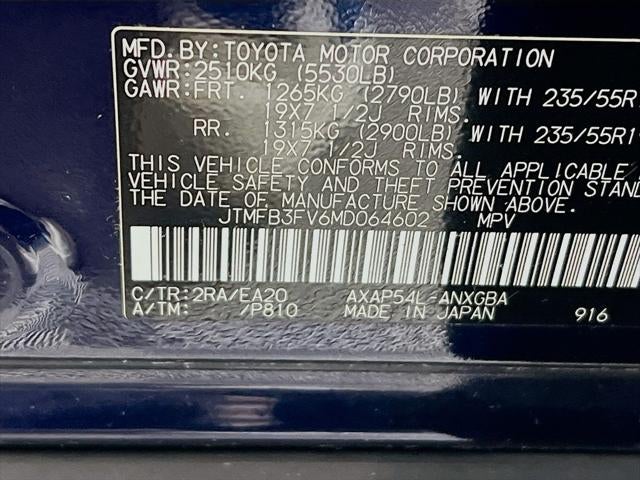 MFD.BY:TOYOTA MOTOR CORPORATION
GVWR:2510KG (5530LB)
GAWR:FRT. 1265KG (2790LB) WITH 235/55R
19X7 1/2J RIMS.
RR. 1315KG (2900LB) WITH 235/55R1
19X7 1/2J RIMS.
THIS VEHICLE CONFORMS TO ALL APPLICABLE
VEHICLE SAFETY AND THEFT PREVENTION STAN
THE DATE OF MANUFACTURE SHOWN ABOVE.
JTMFB3FV6MD064602 MPV
C/TR:2RA/EA20 AXAP54L-ANXGBA
A/TM: /P810 MADE IN JAPAN 916